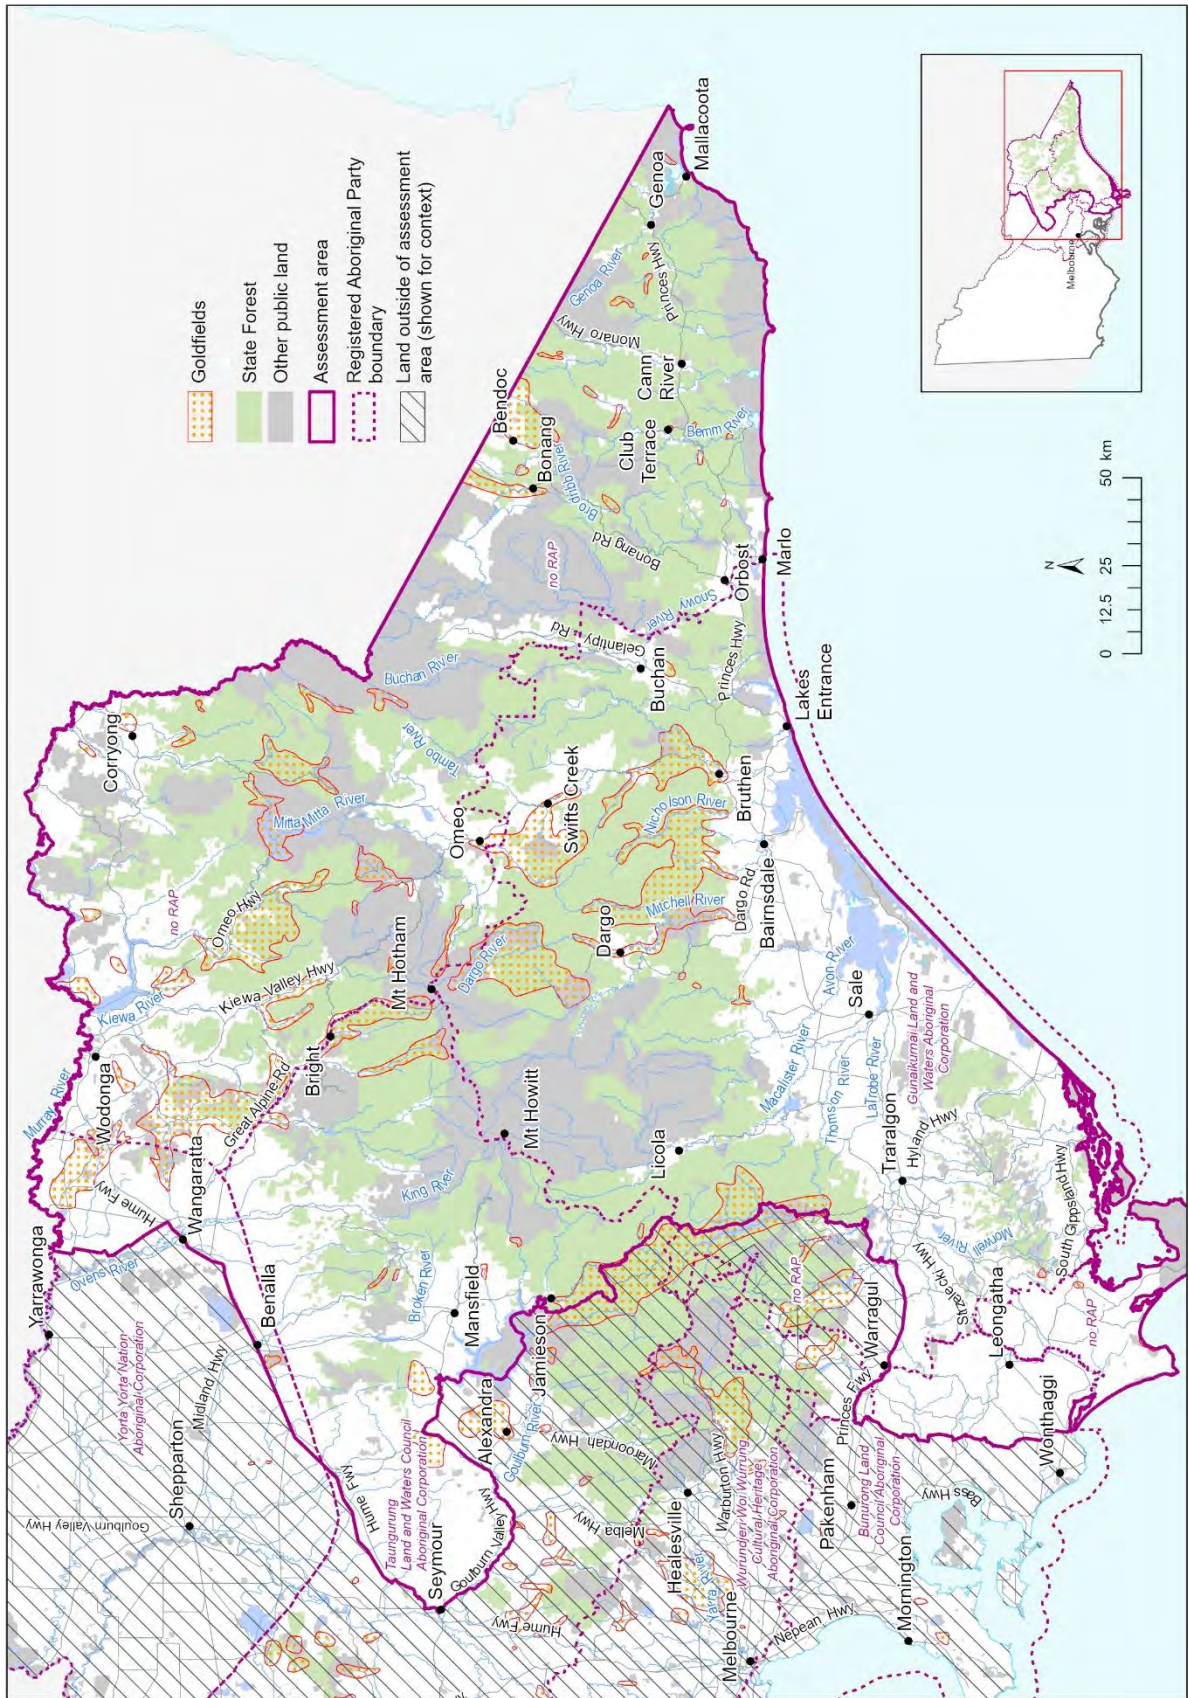 Goldfields
State Forest
Other public land
Assessment area
Registered Aboriginal Party
boundary
Land outside of assessment
area (shown for context)
Melbourne
N
0
12.5
25
50 km
Yarrawonga
Murray River
Wodonga
Kiewa River
Corryong
no RAP
Hume Fwy
Ovens River
Wangaratta
Great Alpine Rd
Kiewa Valley Hwy
Omeo Hwy
Mitta Mitta River
Yorta Yorta Nation
Aboriginal Corporation
Shepparton
Goulburn Valley Hwy
Midland Hwy
Benalla
Bright
Mt Hotham
Omeo
Tambo River
Buchan River
Hume Fwy
Taungurung
Land and Waters Council
Aboriginal Corporation
Seymour
Goulburn Valley Hwy
Broken River
Mansfield
King River
Mt Howitt
Dargo River
Swifts Creek
Gelantipy Rd
no RAP
Bonang
Bendoc
Brodribb River
Bonang Rd
Alexandra
Goulburn River
Jamieson
Maroondah Hwy
Melba Hwy
Hume Fwy
Licola
Dargo
Mitchell River
Nicholson River
Buchan
Snowy River
Club
Terrace
Cann
River
Monaro Hwy
Genoa River
Genoa
Princes Hwy
Mallacoota
Bemm River
Healesville
Yarra River
Warburton Hwy
Wurundjeri Woi Wurrung
Cultural Heritage
Aboriginal Corporation
Melbourne
no RAP
Macalister River
Dargo Rd
Bairnsdale
Bruthen
Princes Hwy
Orbost
Marlo
Lakes
Entrance
Thomson River
Avon River
Sale
LaTrobe River
Gunaikurnai Land and
Waters Aboriginal
Corporation
Pakenham
Princes Fwy
Warragul
Bunurong Land
Council Aboriginal
Corporation
Traralgon
Hyland Hwy
Nepean Hwy
Mornington
Bass Hwy
Strzelecki Hwy
Morwell
River
Leongatha
South Gippsland Hwy
Wonthaggi
no RAP